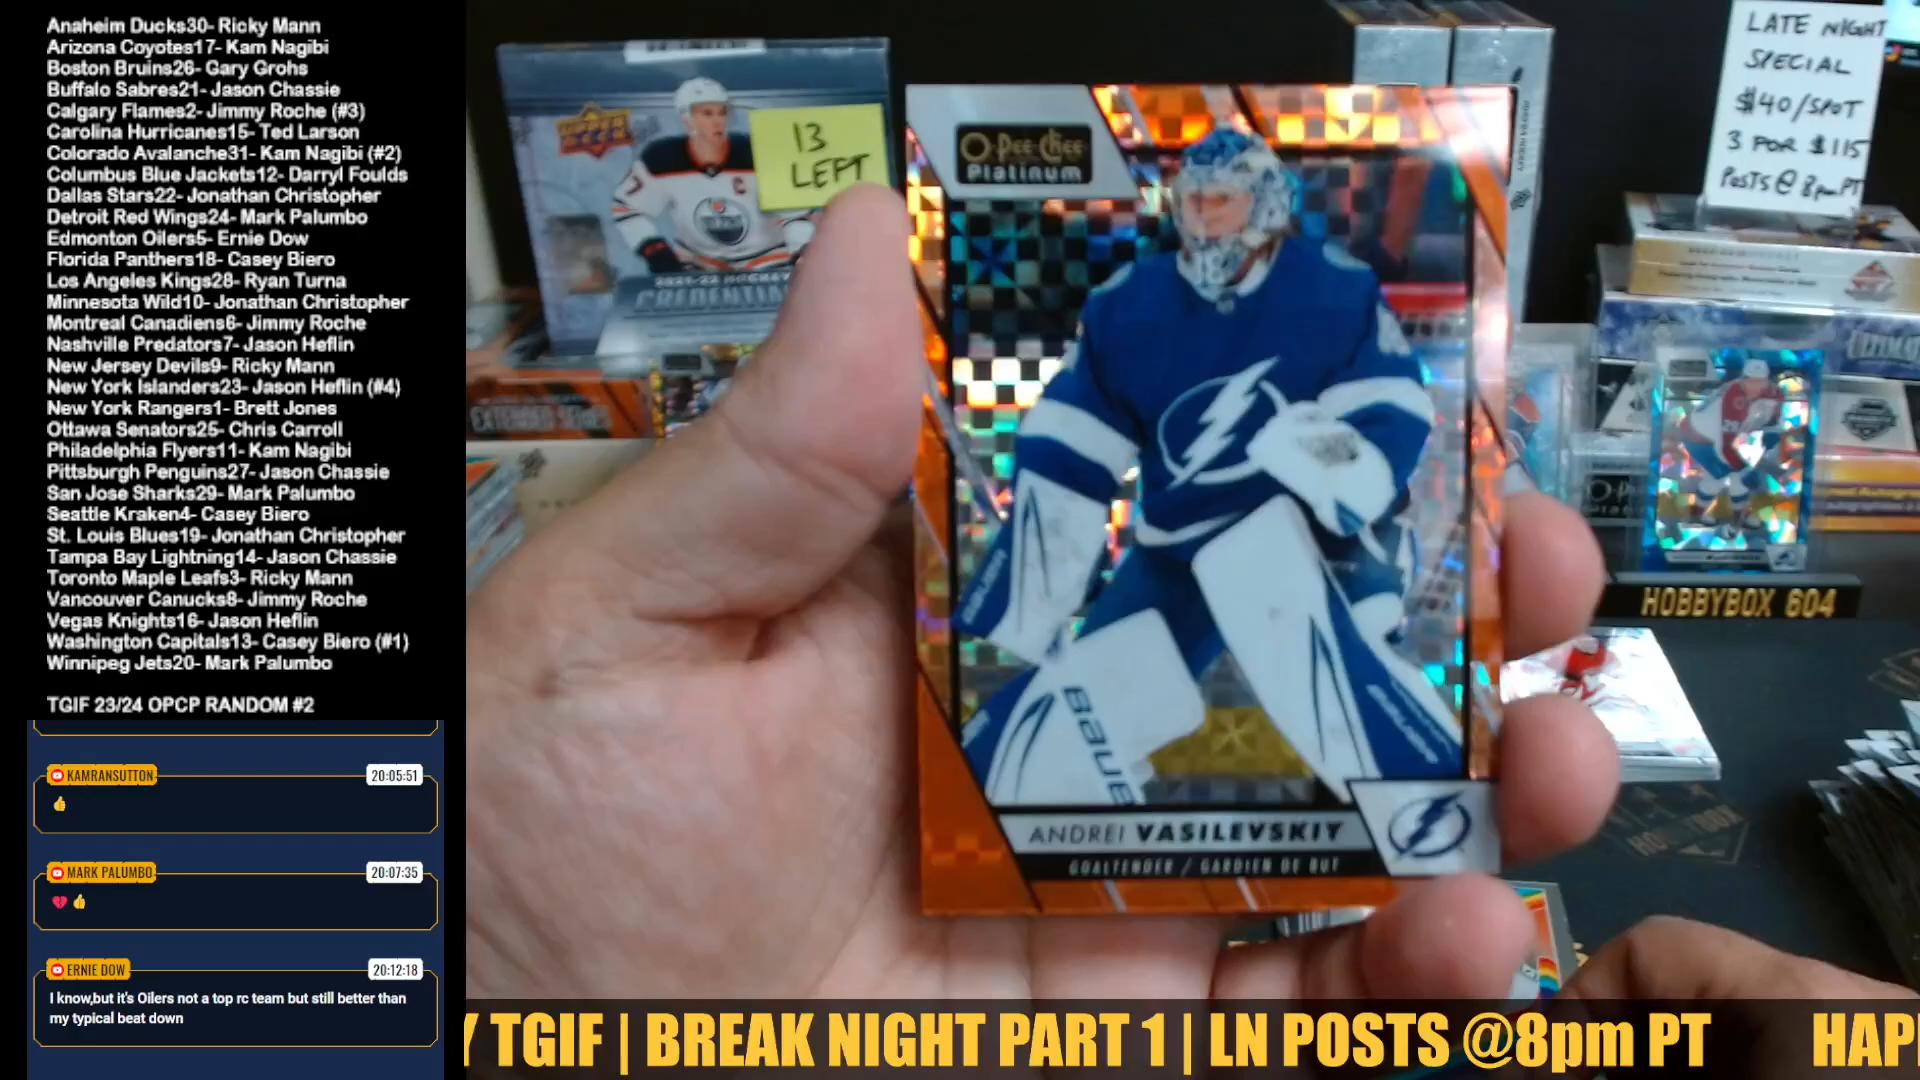 Anaheim Ducks30- Ricky Mann
Arizona Coyotes17- Kam Nagibi
Boston Bruins26- Gary Grohs
Buffalo Sabres21- Jason Chassie
Calgary Flames2- Jimmy Roche (#3)
Carolina Hurricanes15- Ted Larson
Colorado Avalanche31- Kam Nagibi (#2)
Columbus Blue Jackets12- Darryl Foulds
Dallas Stars22- Jonathan Christopher
Detroit Red Wings24- Mark Palumbo
Edmonton Oilers5- Ernie Dow
Florida Panthers18- Casey Biero
Los Angeles Kings28- Ryan Turna
Minnesota Wild10- Jonathan Christopher
Montreal Canadiens6- Jimmy Roche
Nashville Predators7- Jason Heflin
New Jersey Devils9- Ricky Mann
New York Islanders23- Jason Heflin (#4)
New York Rangers1- Brett Jones
Ottawa Senators25- Chris Carroll
Philadelphia Flyers11- Kam Nagibi
Pittsburgh Penguins27- Jason Chassie
San Jose Sharks29- Mark Palumbo
Seattle Kraken4- Casey Biero
St. Louis Blues19- Jonathan Christopher
Tampa Bay Lightning14- Jason Chassie
Toronto Maple Leafs3- Ricky Mann
Vancouver Canucks8- Jimmy Roche
Vegas Knights16- Jason Heflin
Washington Capitals13- Casey Biero (#1)
Winnipeg Jets20- Mark Palumbo
TGIF 23/24 OPCP RANDOM #2
KAMRANSUTTON
20:05:51
👍
MARK PALUMBO
20:07:35
💔👍
ERNIE DOW
20:12:18
I know,but it's Oilers not a top rc team but still better than
my typical beat down
UPPER DECK
13
LEFT
2021-22 HOCKEY
EXTENDED SERIES
O-Pee-Chee
Platinum
Bauer
ANDREI VASILEVSKIY
GOALTENDER / GARDIEN DE BUT
LATE NIGHT
SPECIAL
$40/SPOT
3 FOR $115
POSTS @ 8pm PT
HOBBYBOX 604
Y TGIF | BREAK NIGHT PART 1 | LN POSTS @8pm PT
HAPP